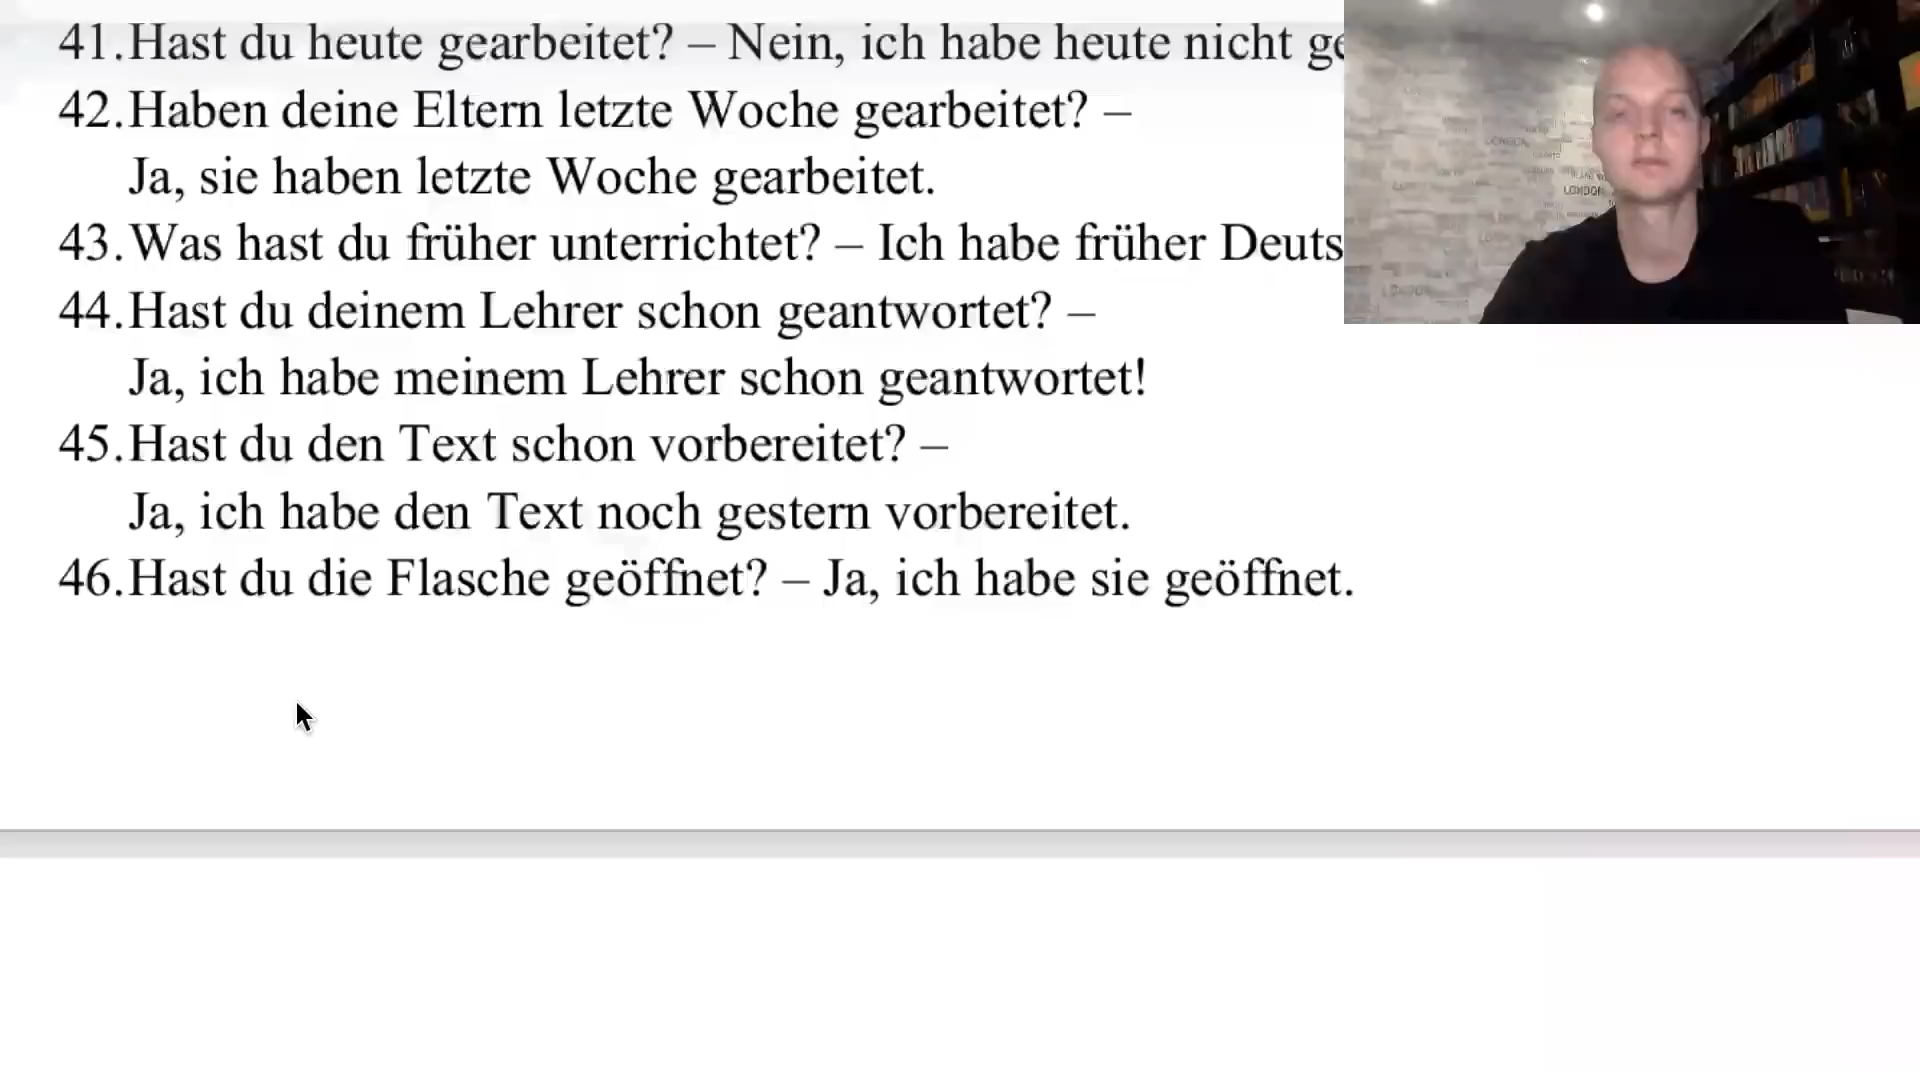 41.Hast du heute gearbeitet? – Nein, ich habe heute nicht
42.Haben deine Eltern letzte Woche gearbeitet? –
Ja, sie haben letzte Woche gearbeitet.
43.Was hast du früher unterrichtet? – Ich habe früher Deuts
44.Hast du deinem Lehrer schon geantwortet? –
Ja, ich habe meinem Lehrer schon geantwortet!
45.Hast du den Text schon vorbereitet? –
Ja, ich habe den Text noch gestern vorbereitet.
46.Hast du die Flasche geöffnet? – Ja, ich habe sie geöffnet.
LONDON